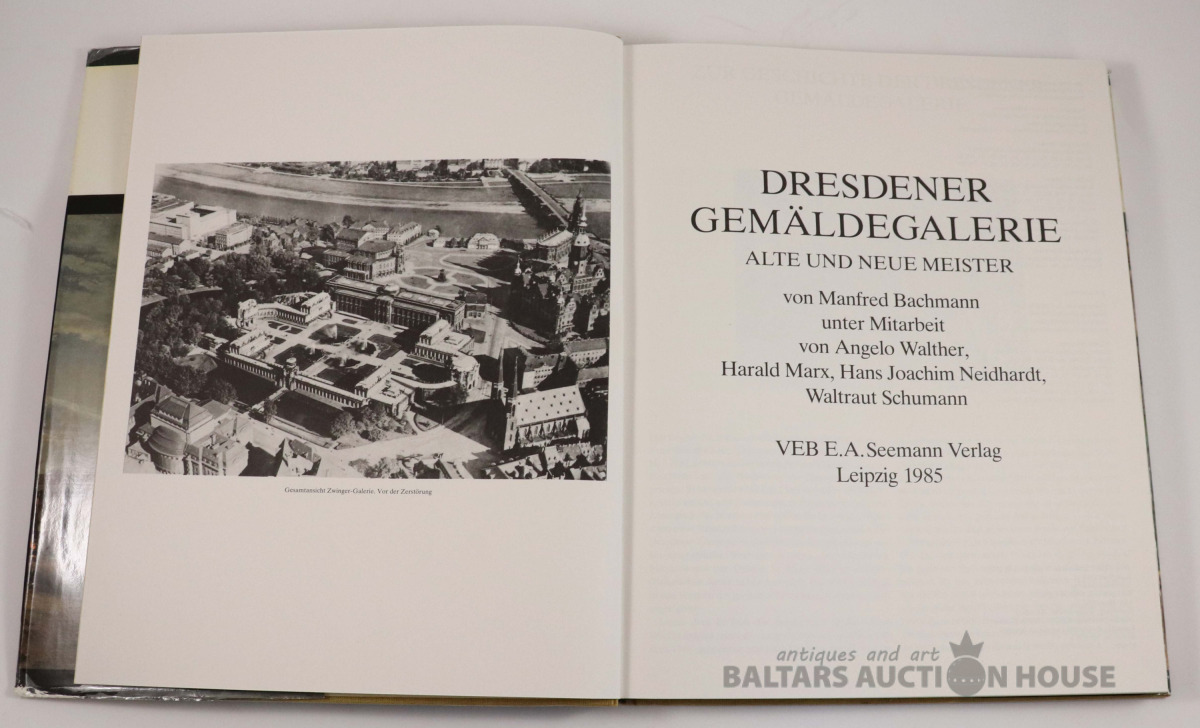 Gesamtansicht Zwinger-Galerie. Vor der Zerstörung
DRESDENER
GEMÄLDEGALERIE
ALTE UND NEUE MEISTER
von Manfred Bachmann
unter Mitarbeit
von Angelo Walther,
Harald Marx, Hans Joachim Neidhardt,
Waltraut Schumann
VEB E.A. Seemann Verlag
Leipzig 1985
antiques and art
BALTARS AUCTION HOUSE